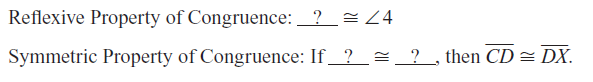 Reflexive Property of Congruence: __?__ ≅ ∠4
Symmetric Property of Congruence: If __?__ ≅ __?__, then C̅D̅ ≅ D̅X̅.